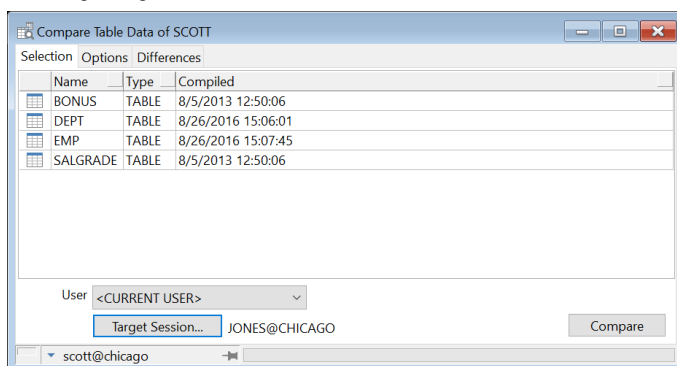 Compare Table Data of SCOTT
Selection Options Differences
Name Type Compiled
BONUS TABLE 8/5/2013 12:50:06
DEPT TABLE 8/26/2016 15:06:01
EMP TABLE 8/26/2016 15:07:45
SALGRADE TABLE 8/5/2013 12:50:06
User <CURRENT USER>
Target Session... JONES@CHICAGO Compare
scott@chicago